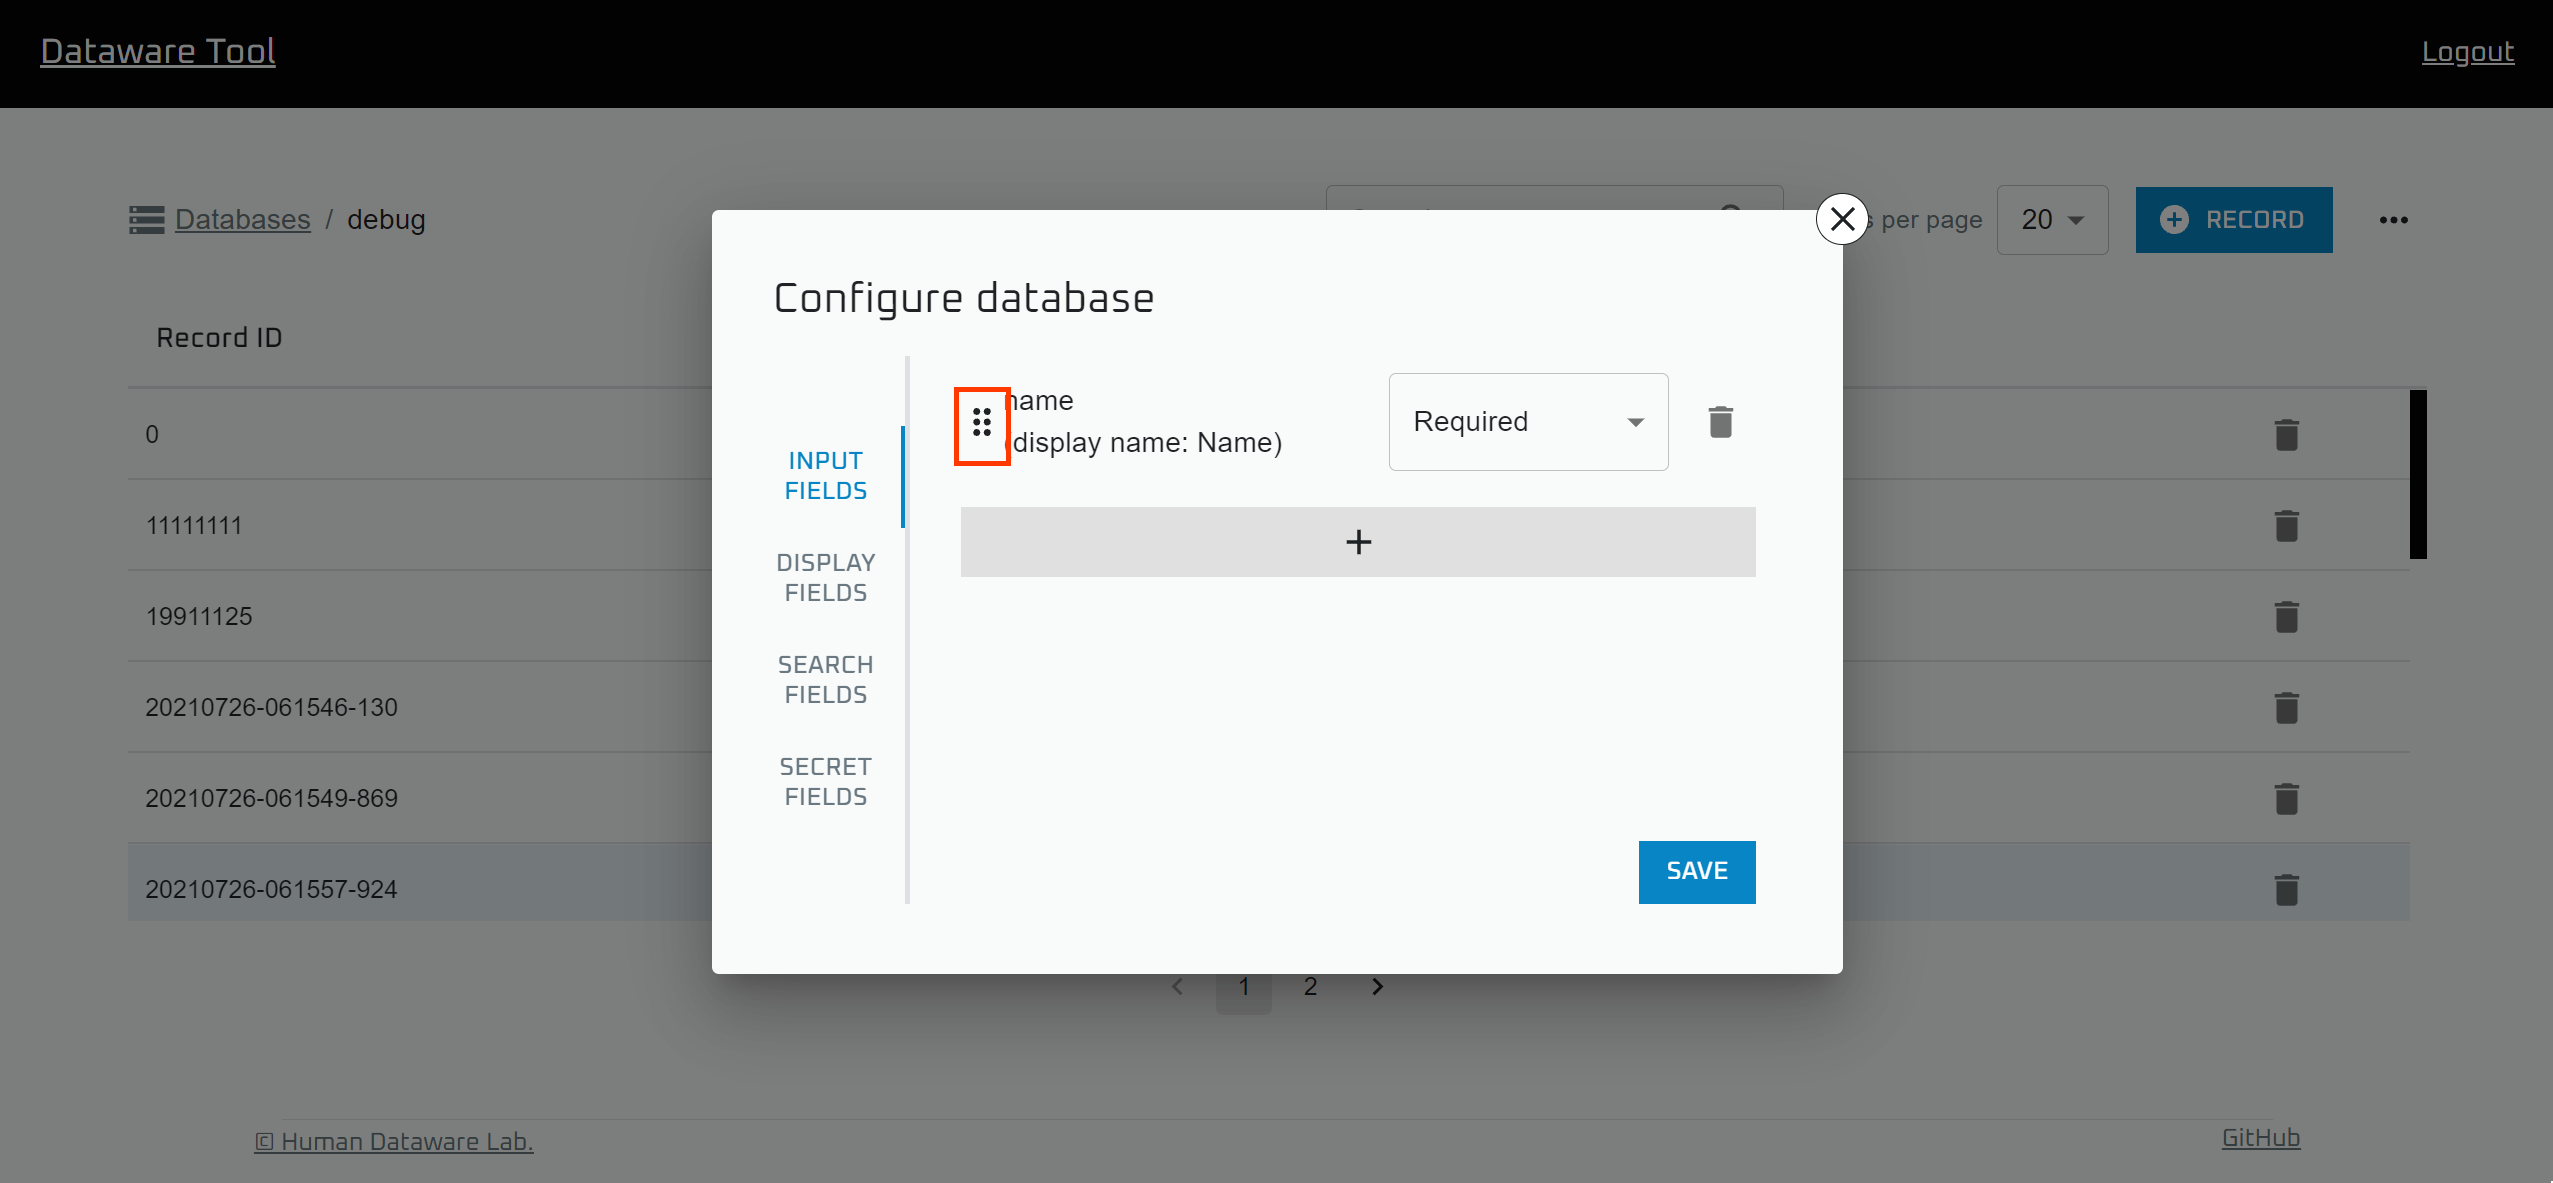 Dataware Tool
Logout
Databases / debug
per page
20
RECORD
Configure database
Record ID
name
(display name: Name)
Required
0
INPUT
FIELDS
11111111
DISPLAY
FIELDS
19911125
SEARCH
FIELDS
20210726-061546-130
SECRET
FIELDS
20210726-061549-869
SAVE
20210726-061557-924
1
2
© Human Dataware Lab.
GitHub